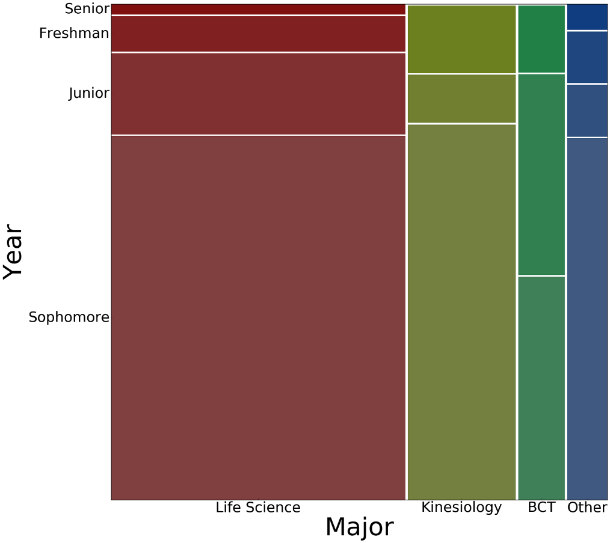 Senior
Freshman
Junior
Sophomore
Year
Life Science Kinesiology BCT Other
Major